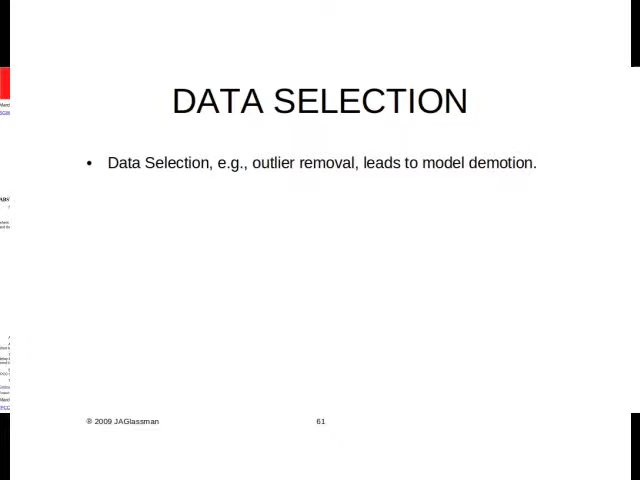 DATA SELECTION
• Data Selection, e.g., outlier removal, leads to model demotion.
® 2009 JAGlassman
61